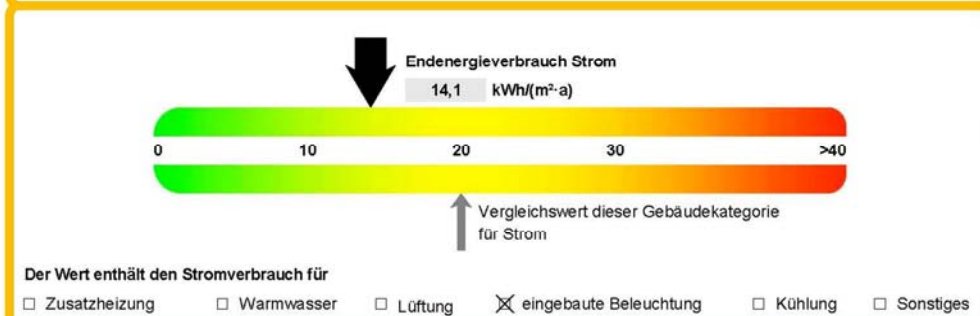 Endenergieverbrauch Strom
14,1 kWh/(m²·a)
0 10 20 30 >40
Vergleichswert dieser Gebäudekategorie
für Strom
Der Wert enthält den Stromverbrauch für
☐ Zusatzheizung ☐ Warmwasser ☐ Lüftung ☒ eingebaute Beleuchtung ☐ Kühlung ☐ Sonstiges